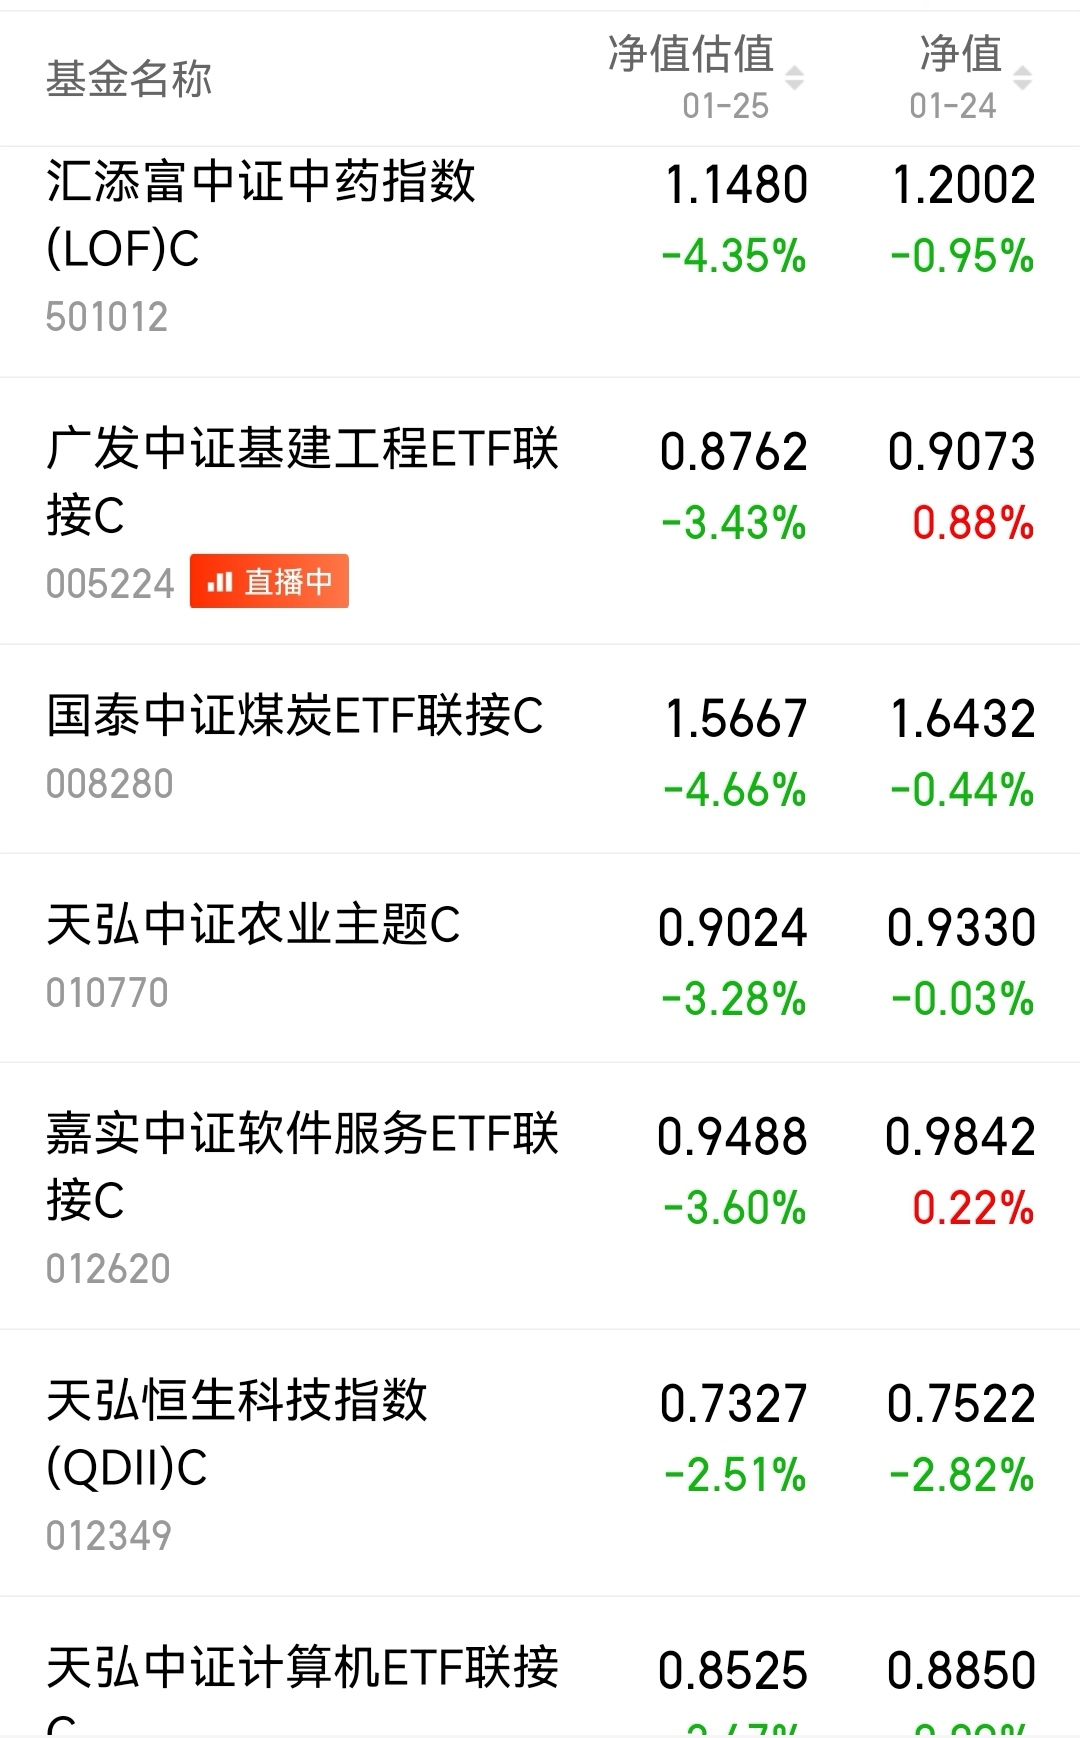 基金名称 净值估值 净值
01-25 01-24
汇添富中证中药指数 1.1480 1.2002
(LOF)C -4.35% -0.95%
501012
广发中证基建工程ETF联 0.8762 0.9073
接C -3.43% 0.88%
005224 直播中
国泰中证煤炭ETF联接C 1.5667 1.6432
008280 -4.66% -0.44%
天弘中证农业主题C 0.9024 0.9330
010770 -3.28% -0.03%
嘉实中证软件服务ETF联 0.9488 0.9842
接C -3.60% 0.22%
012620
天弘恒生科技指数 0.7327 0.7522
(QDII)C -2.51% -2.82%
012349
天弘中证计算机ETF联接 0.8525 0.8850
C